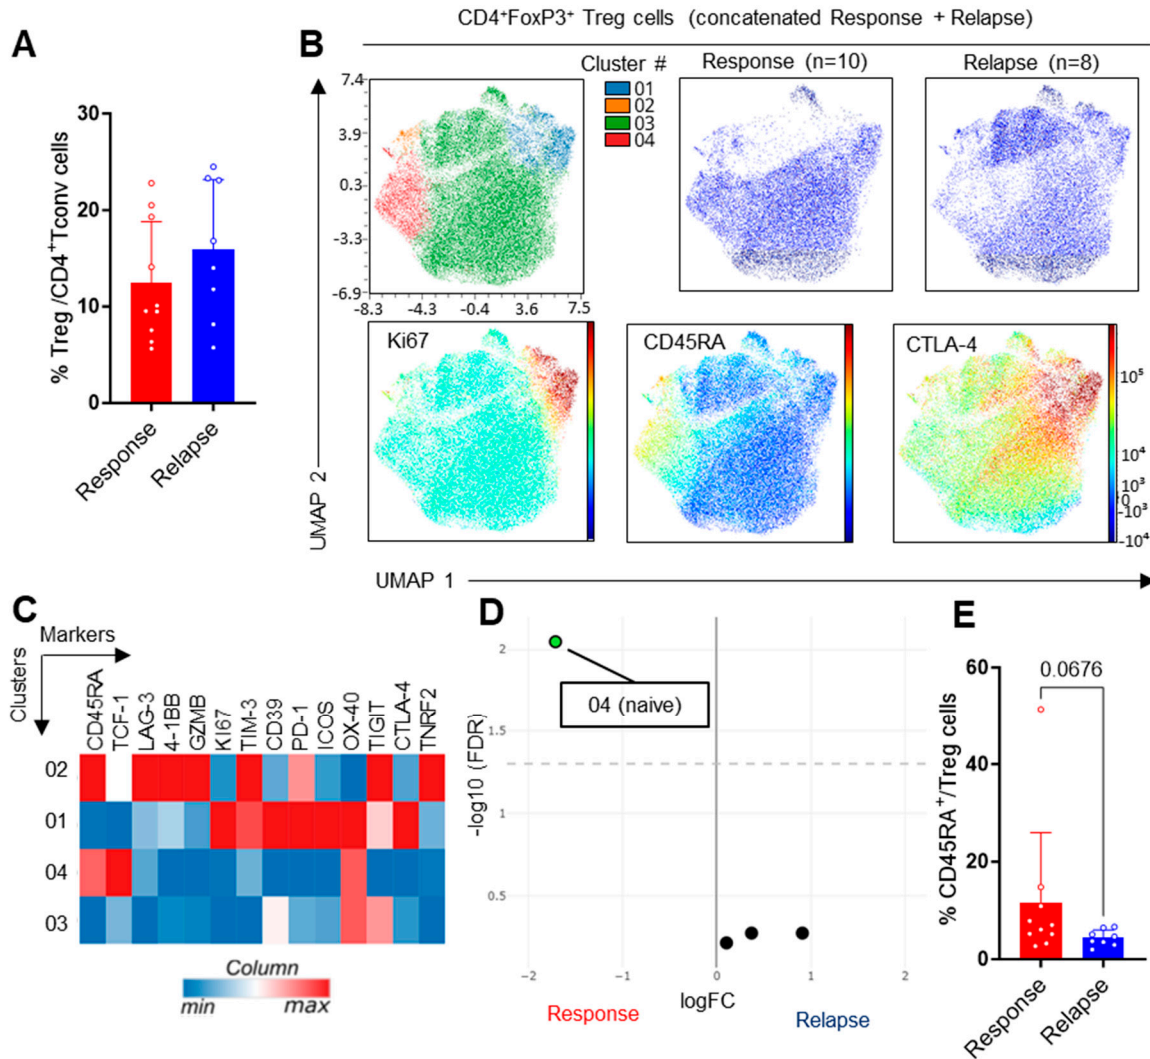 A
% Treg /CD4+Tconv cells
30
20
10
0
Response
Relapse
B
CD4+FoxP3+ Treg cells (concatenated Response + Relapse)
Cluster #
01
02
03
04
Response (n=10)
Relapse (n=8)
7.4
3.9
0.3
-3.3
-6.9
-8.3 -4.3 -0.4 3.6 7.5
UMAP 2
Ki67
CD45RA
CTLA-4
10⁵
10⁴
10³
0
-10³
-10⁴
UMAP 1
C
Markers
Clusters
CD45RA
TCF-1
LAG-3
4-1BB
GZMB
KI67
TIM-3
CD39
PD-1
ICOS
OX-40
TIGIT
CTLA-4
TNRF2
02
01
04
03
Column
min max
D
-log10 (FDR)
2
1.5
1
0.5
04 (naive)
−2 −1 0 1 2
logFC
Response
Relapse
E
% CD45RA+/Treg cells
60
40
20
0
0.0676
Response
Relapse